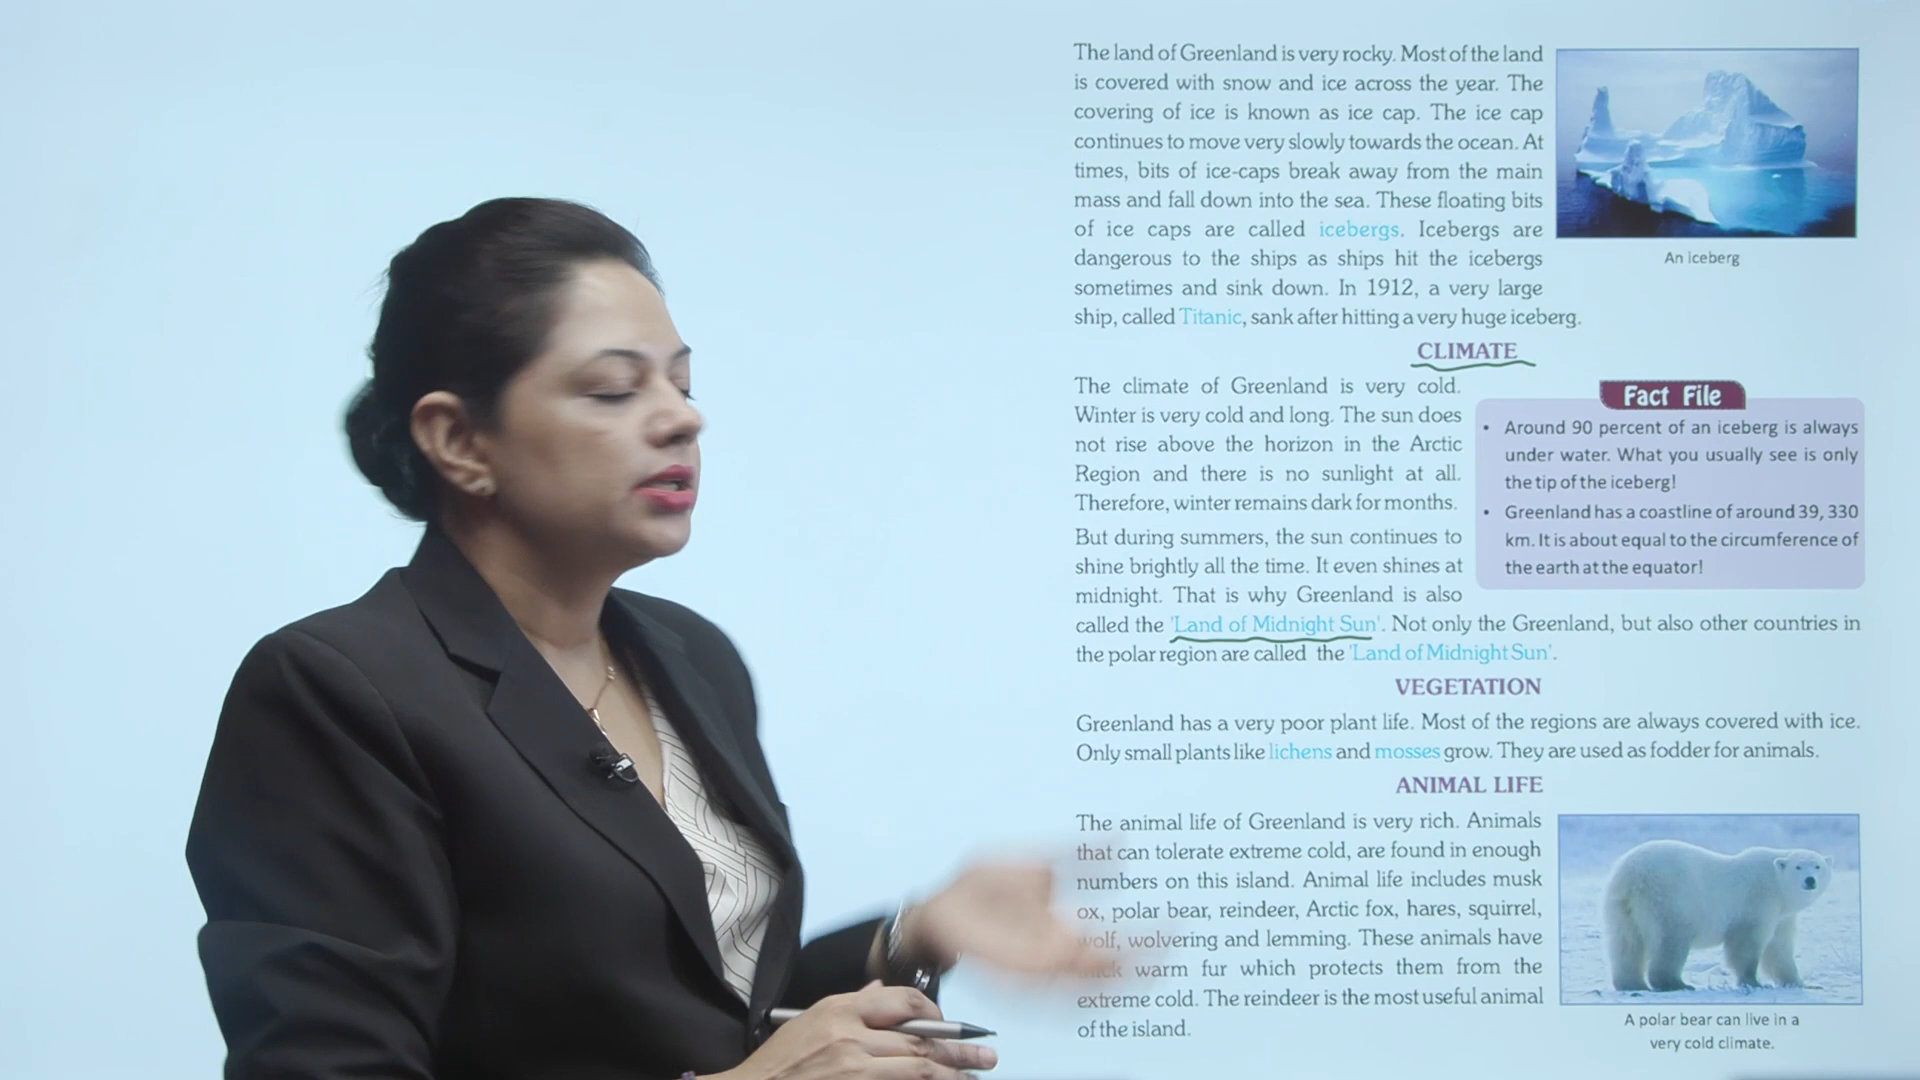 The land of Greenland is very rocky. Most of the land
is covered with snow and ice across the year. The
covering of ice is known as ice cap. The ice cap
continues to move very slowly towards the ocean. At
times, bits of ice-caps break away from the main
mass and fall down into the sea. These floating bits
of ice caps are called icebergs. Icebergs are
dangerous to the ships as ships hit the icebergs
sometimes and sink down. In 1912, a very large
ship, called Titanic, sank after hitting a very huge iceberg.
An iceberg
CLIMATE
The climate of Greenland is very cold.
Winter is very cold and long. The sun does
not rise above the horizon in the Arctic
Region and there is no sunlight at all.
Therefore, winter remains dark for months.
But during summers, the sun continues to
shine brightly all the time. It even shines at
midnight. That is why Greenland is also
called the 'Land of Midnight Sun'. Not only the Greenland, but also other countries in
the polar region are called the 'Land of Midnight Sun'.
Fact File
• Around 90 percent of an iceberg is always
under water. What you usually see is only
the tip of the iceberg!
• Greenland has a coastline of around 39, 330
km. It is about equal to the circumference of
the earth at the equator!
VEGETATION
Greenland has a very poor plant life. Most of the regions are always covered with ice.
Only small plants like lichens and mosses grow. They are used as fodder for animals.
ANIMAL LIFE
The animal life of Greenland is very rich. Animals
that can tolerate extreme cold, are found in enough
numbers on this island. Animal life includes musk
ox, polar bear, reindeer, Arctic fox, hares, squirrel,
wolf, wolvering and lemming. These animals have
warm fur which protects them from the
extreme cold. The reindeer is the most useful animal
of the island.
A polar bear can live in a
very cold climate.